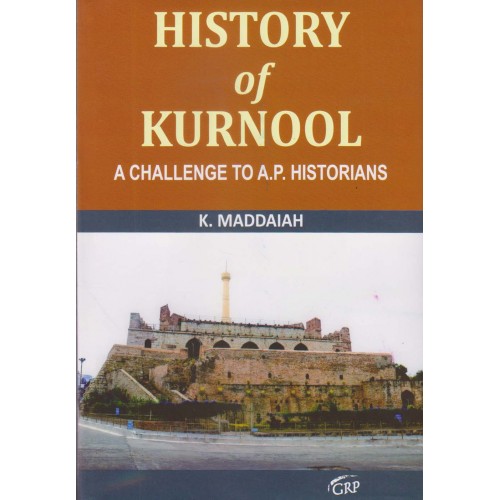 HISTORY
of
KURNOOL
A CHALLENGE TO A.P. HISTORIANS
K. MADDAIAH
GRP